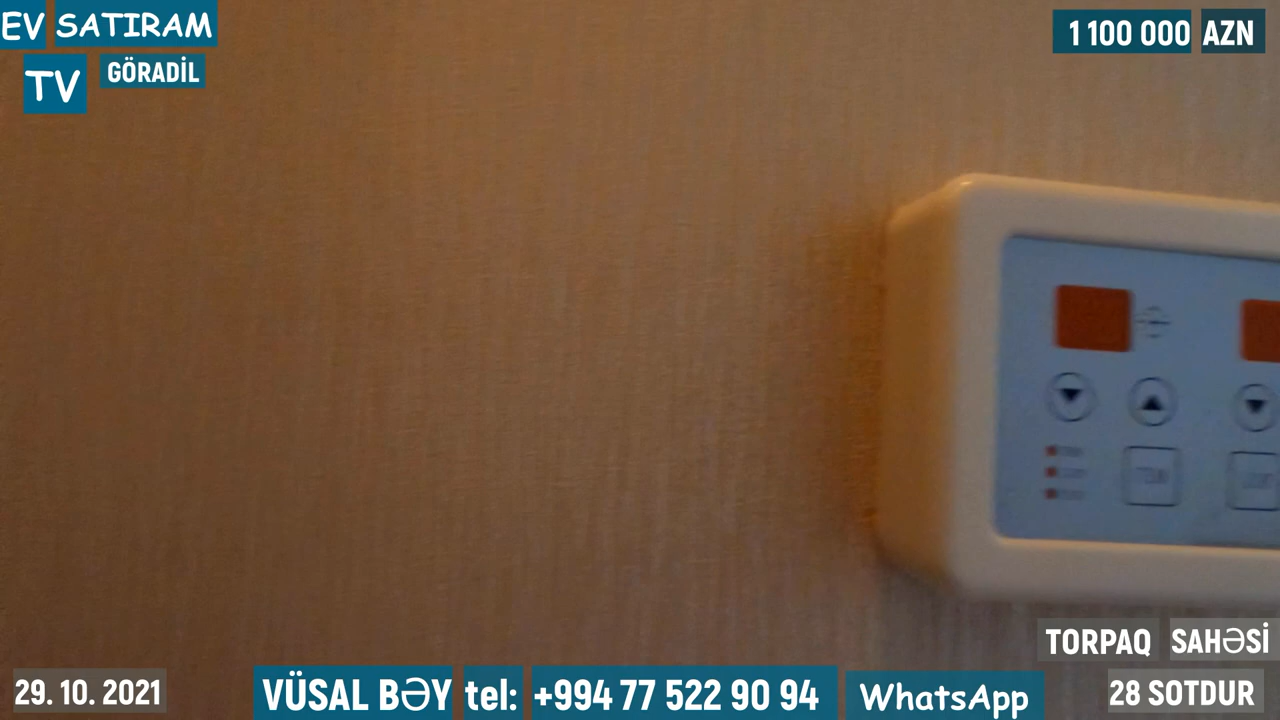 EV SATIRAM
TV GÖRADİL
1 100 000 AZN
TORPAQ SAHƏSİ
28 SOTDUR
29. 10. 2021
VÜSAL BƏY tel: +994 77 522 90 94 WhatsApp